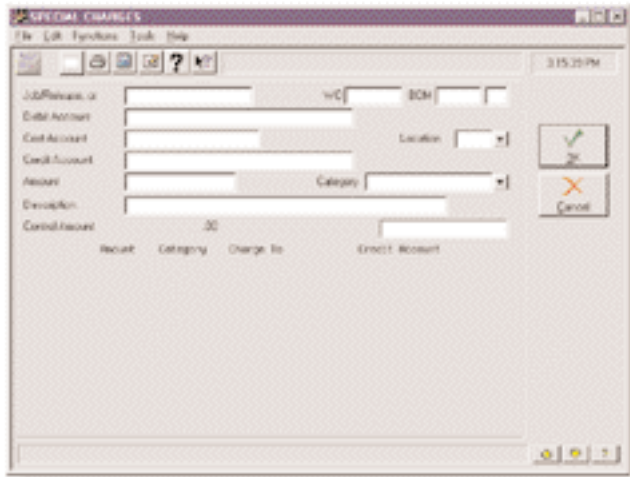 SPECIAL CHARGES
File Edit Functions Tools Help
3:15:39 PM
Job/Release, or WC BOM
Debit Account
Cost Account Location
Credit Account
Amount Category
Description
Control Amount .00
Amount Category Charge To Credit Account
OK
Cancel